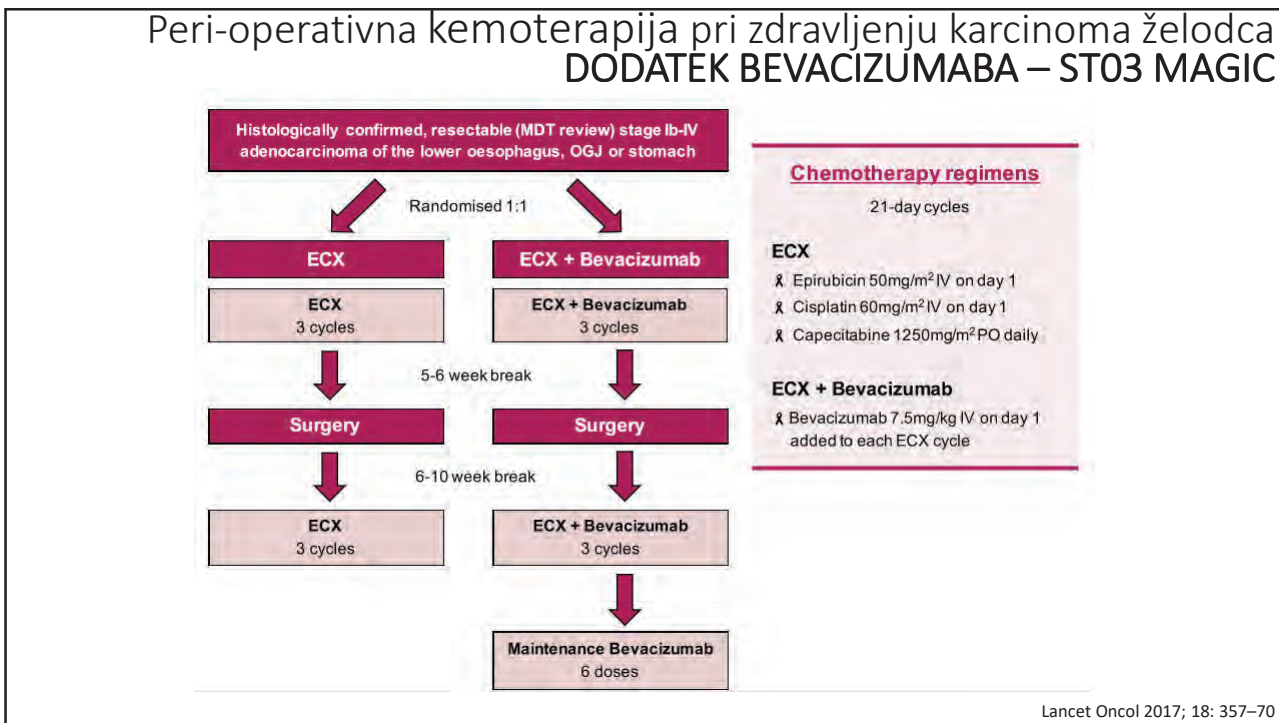 Peri-operativna kemoterapija pri zdravljenju karcinoma želodca
DODATEK BEVACIZUMABA – ST03 MAGIC
Histologically confirmed, resectable (MDT review) stage Ib-IV
adenocarcinoma of the lower oesophagus, OGJ or stomach
Randomised 1:1
ECX
ECX + Bevacizumab
ECX
3 cycles
ECX + Bevacizumab
3 cycles
5-6 week break
Surgery
Surgery
6-10 week break
ECX
3 cycles
ECX + Bevacizumab
3 cycles
Maintenance Bevacizumab
6 doses
Chemotherapy regimens
21-day cycles
ECX
Epirubicin 50mg/m² IV on day 1
Cisplatin 60mg/m² IV on day 1
Capecitabine 1250mg/m² PO daily
ECX + Bevacizumab
Bevacizumab 7.5mg/kg IV on day 1
added to each ECX cycle
Lancet Oncol 2017; 18: 357–70